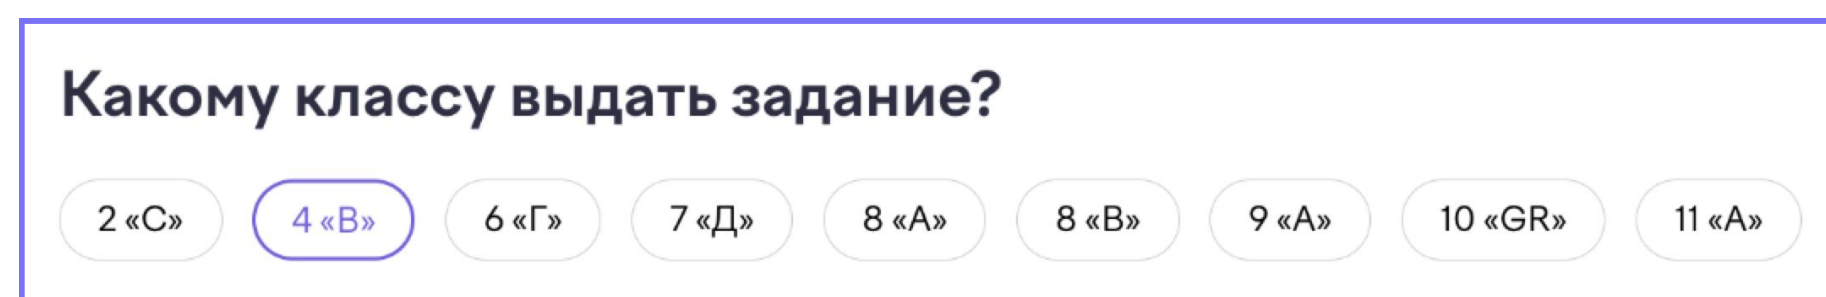 Какому классу выдать задание?
2 «С» 4 «В» 6 «Г» 7 «Д» 8 «А» 8 «В» 9 «А» 10 «GR» 11 «А»